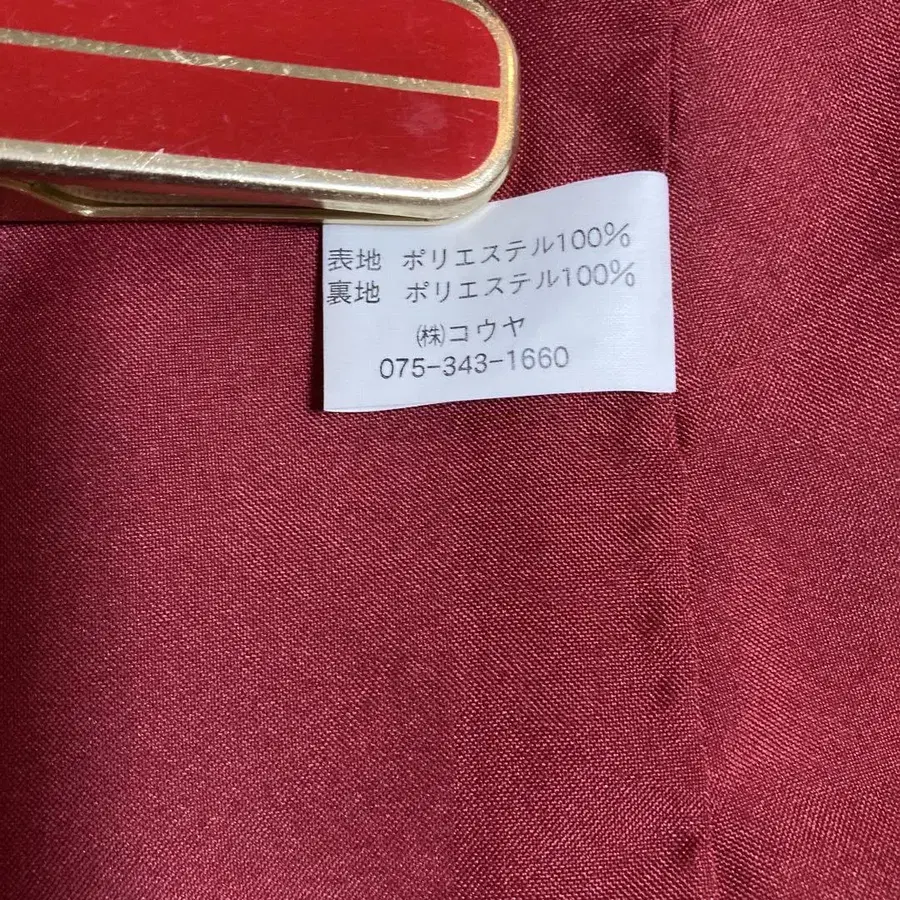 表地 ポリエステル100%
裏地 ポリエステル100%
㈱コウヤ
075-343-1660